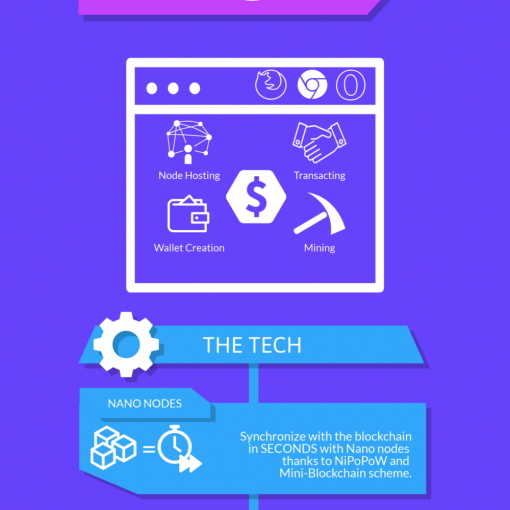 Node Hosting
Transacting
$
Wallet Creation
Mining
THE TECH
NANO NODES
=
Synchronize with the blockchain
in SECONDS with Nano nodes
thanks to NiPoPoW and
Mini-Blockchain scheme.